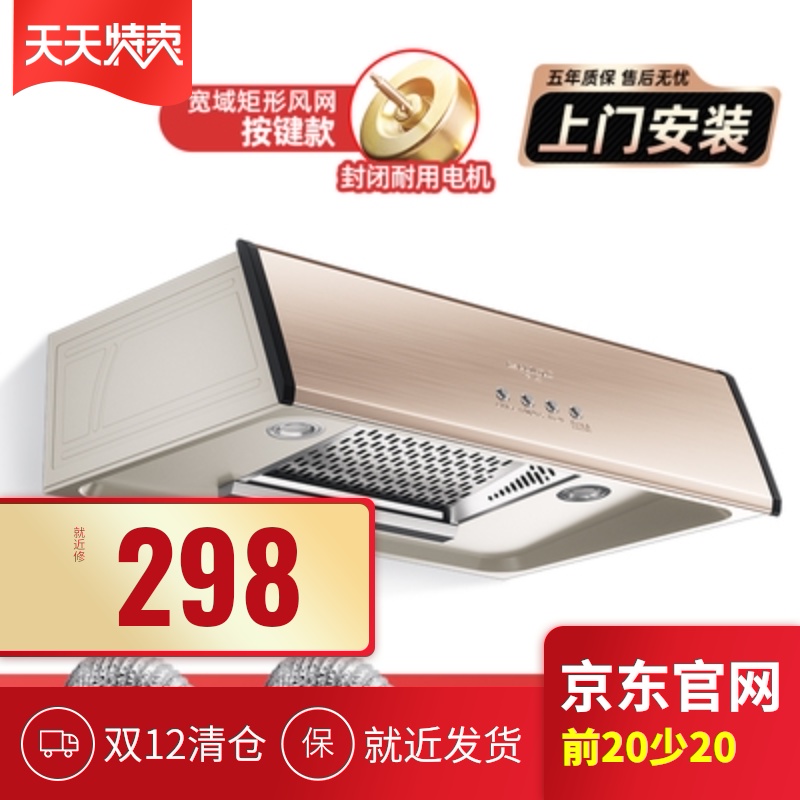 天天特卖
宽域矩形风网
按键款
封闭耐用电机
五年质保 售后无忧
上门安装
就近修
298
京东官网
前20少20
双12清仓
保
就近发货